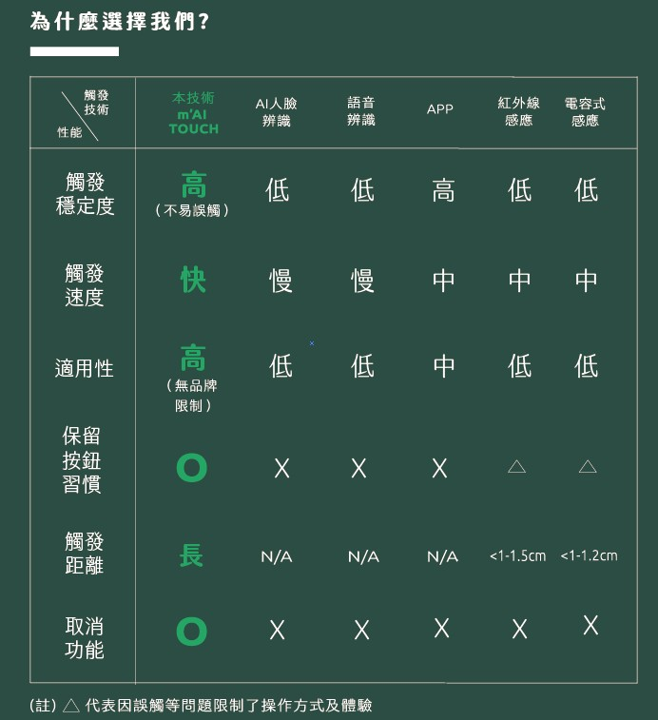 為什麼選擇我們?
觸發
技術
性能
本技術
m'AI
TOUCH
AI人臉
辨識
語音
辨識
APP
紅外線
感應
電容式
感應
觸發
穩定度
高
(不易誤觸)
低
低
高
低
低
觸發
速度
快
慢
慢
中
中
中
適用性
高
(無品牌
限制)
低
低
中
低
低
保留
按鈕
習慣
O
X
X
X
△
△
觸發
距離
長
N/A
N/A
N/A
<1-1.5cm
<1-1.2cm
取消
功能
O
X
X
X
X
X
(註) △ 代表因誤觸等問題限制了操作方式及體驗